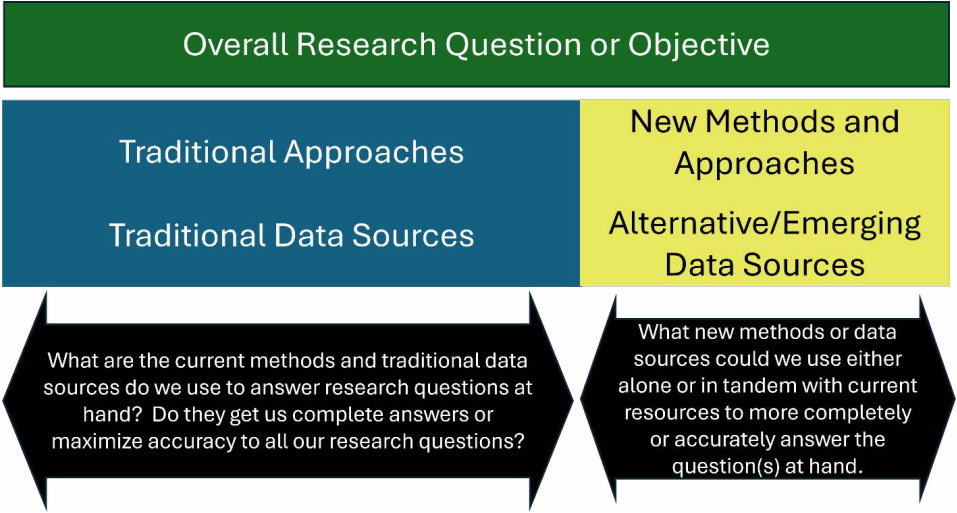 Overall Research Question or Objective
Traditional Approaches
Traditional Data Sources
New Methods and
Approaches
Alternative/Emerging
Data Sources
What are the current methods and traditional data
sources do we use to answer research questions at
hand? Do they get us complete answers or
maximize accuracy to all our research questions?
What new methods or data
sources could we use either
alone or in tandem with current
resources to more completely
or accurately answer the
question(s) at hand.